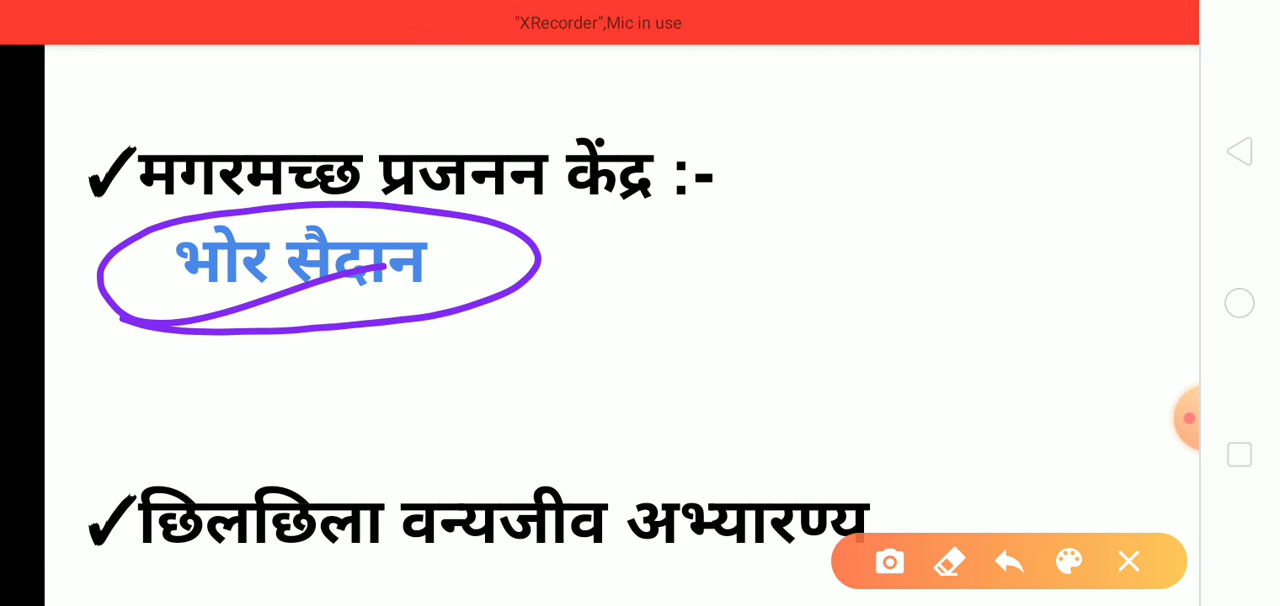 "XRecorder",Mic in use
✓मगरमच्छ प्रजनन केंद्र :-
भोर सैदान
✓छिलछिला वन्यजीव अभ्यारण्य